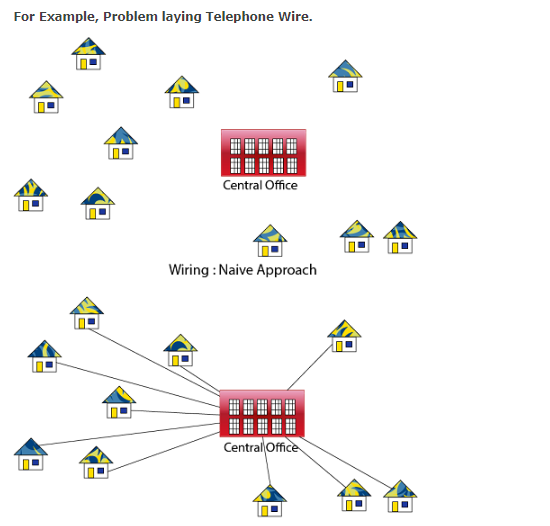 For Example, Problem laying Telephone Wire.
Central Office
Wiring : Naive Approach
Central Office